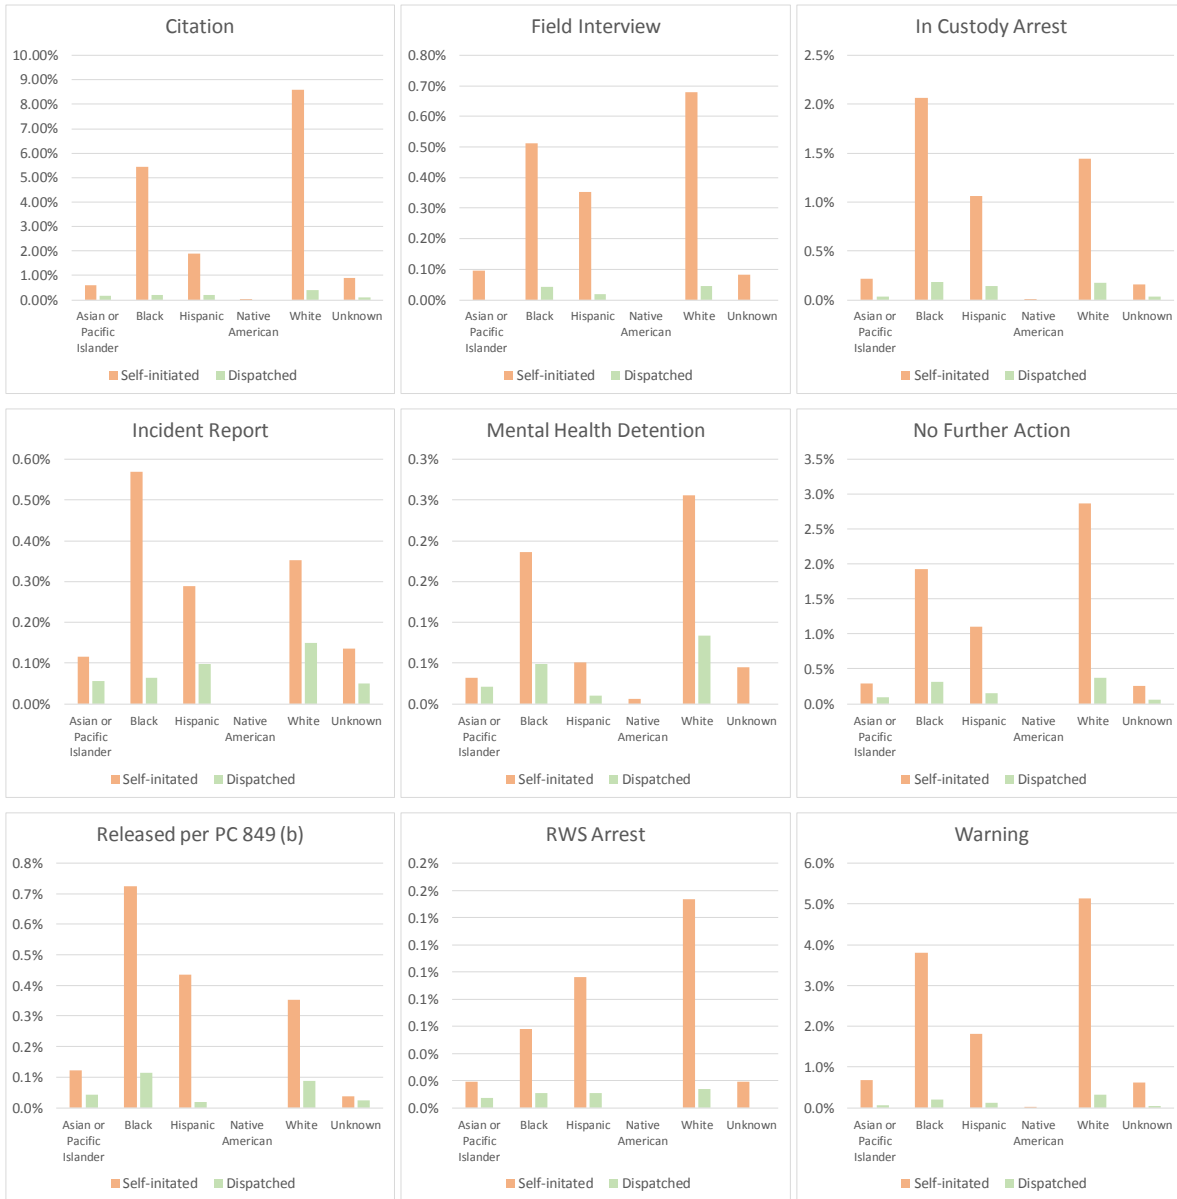 Citation
10.00%
9.00%
8.00%
7.00%
6.00%
5.00%
4.00%
3.00%
2.00%
1.00%
0.00%
Asian or Black Hispanic Native White Unknown
Pacific American
Islander
Self-initiated Dispatched
Field Interview
0.80%
0.70%
0.60%
0.50%
0.40%
0.30%
0.20%
0.10%
0.00%
Asian or Black Hispanic Native White Unknown
Pacific American
Islander
Self-initiated Dispatched
In Custody Arrest
2.5%
2.0%
1.5%
1.0%
0.5%
0.0%
Asian or Black Hispanic Native White Unknown
Pacific American
Islander
Self-initiated Dispatched
Incident Report
0.60%
0.50%
0.40%
0.30%
0.20%
0.10%
0.00%
Asian or Black Hispanic Native White Unknown
Pacific American
Islander
Self-initated Dispatched
Mental Health Detention
0.3%
0.3%
0.2%
0.2%
0.1%
0.1%
0.0%
Asian or Black Hispanic Native White Unknown
Pacific American
Islander
Self-initiated Dispatched
No Further Action
3.5%
3.0%
2.5%
2.0%
1.5%
1.0%
0.5%
0.0%
Asian or Black Hispanic Native White Unknown
Pacific American
Islander
Self-initiated Dispatched
Released per PC 849 (b)
0.8%
0.7%
0.6%
0.5%
0.4%
0.3%
0.2%
0.1%
0.0%
Asian or Black Hispanic Native White Unknown
Pacific American
Islander
Self-initiated Dispatched
RWS Arrest
0.2%
0.2%
0.1%
0.1%
0.1%
0.1%
0.1%
0.0%
0.0%
0.0%
Asian or Black Hispanic Native White Unknown
Pacific American
Islander
Self-initiated Dispatched
Warning
6.0%
5.0%
4.0%
3.0%
2.0%
1.0%
0.0%
Asian or Black Hispanic Native White Unknown
Pacific American
Islander
Self-initiated Dispatched